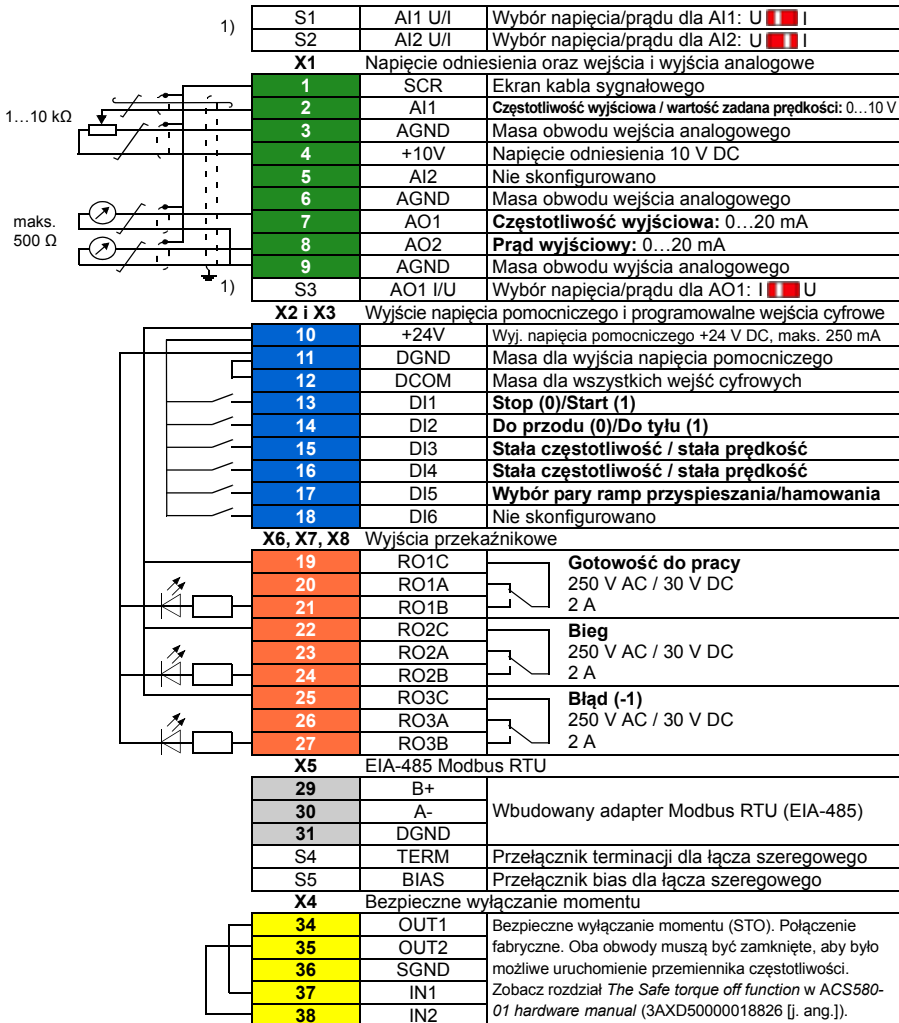 1)
S1 AI1 U/I Wybór napięcia/prądu dla AI1: U I
S2 AI2 U/I Wybór napięcia/prądu dla AI2: U I
X1 Napięcie odniesienia oraz wejścia i wyjścia analogowe
1 SCR Ekran kabla sygnałowego
1…10 kΩ
2 AI1 Częstotliwość wyjściowa / wartość zadana prędkości: 0…10 V
3 AGND Masa obwodu wejścia analogowego
4 +10V Napięcie odniesienia 10 V DC
5 AI2 Nie skonfigurowano
6 AGND Masa obwodu wejścia analogowego
maks.
500 Ω
7 AO1 Częstotliwość wyjściowa: 0…20 mA
8 AO2 Prąd wyjściowy: 0…20 mA
9 AGND Masa obwodu wyjścia analogowego
1)
S3 AO1 I/U Wybór napięcia/prądu dla AO1: I U
X2 i X3 Wyjście napięcia pomocniczego i programowalne wejścia cyfrowe
10 +24V Wyj. napięcia pomocniczego +24 V DC, maks. 250 mA
11 DGND Masa dla wyjścia napięcia pomocniczego
12 DCOM Masa dla wszystkich wejść cyfrowych
13 DI1 Stop (0)/Start (1)
14 DI2 Do przodu (0)/Do tyłu (1)
15 DI3 Stała częstotliwość / stała prędkość
16 DI4 Stała częstotliwość / stała prędkość
17 DI5 Wybór pary ramp przyspieszania/hamowania
18 DI6 Nie skonfigurowano
X6, X7, X8 Wyjścia przekaźnikowe
19 RO1C Gotowość do pracy
20 RO1A 250 V AC / 30 V DC
21 RO1B 2 A
22 RO2C Bieg
23 RO2A 250 V AC / 30 V DC
24 RO2B 2 A
25 RO3C Błąd (-1)
26 RO3A 250 V AC / 30 V DC
27 RO3B 2 A
X5 EIA-485 Modbus RTU
29 B+
30 A- Wbudowany adapter Modbus RTU (EIA-485)
31 DGND
S4 TERM Przełącznik terminacji dla łącza szeregowego
S5 BIAS Przełącznik bias dla łącza szeregowego
X4 Bezpieczne wyłączanie momentu
34 OUT1 Bezpieczne wyłączanie momentu (STO). Połączenie
35 OUT2 fabryczne. Oba obwody muszą być zamknięte, aby było
36 SGND możliwe uruchomienie przemiennika częstotliwości.
37 IN1 Zobacz rozdział The Safe torque off function w ACS580-
38 IN2 01 hardware manual (3AXD50000018826 [j. ang.]).